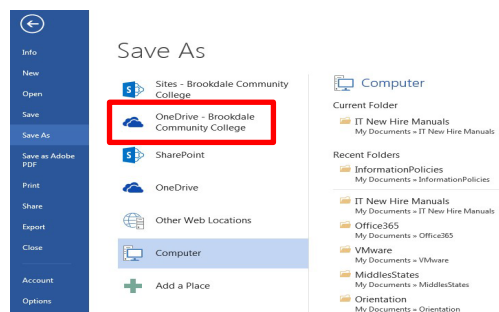 Info
New
Open
Save
Save As
Save as Adobe
PDF
Print
Share
Export
Close
Account
Options
Save As
Sites - Brookdale Community
College
OneDrive - Brookdale
Community College
SharePoint
OneDrive
Other Web Locations
Computer
Add a Place
Computer
Current Folder
IT New Hire Manuals
My Documents » IT New Hire Manuals
Recent Folders
InformationPolicies
My Documents » InformationPolicies
IT New Hire Manuals
My Documents » IT New Hire Manuals
Office365
My Documents » Office365
VMware
My Documents » VMware
MiddlesStates
My Documents » MiddlesStates
Orientation
My Documents » Orientation